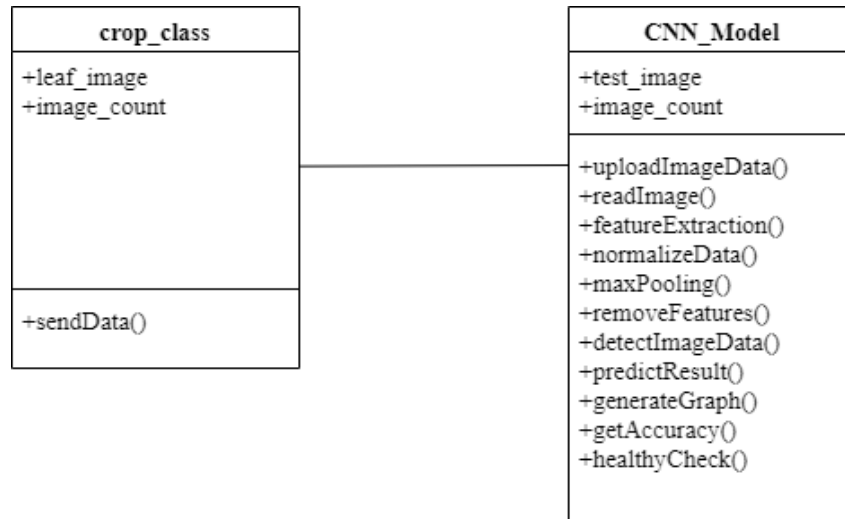 crop_class
+leaf_image
+image_count
+sendData()
CNN_Model
+test_image
+image_count
+uploadImageData()
+readImage()
+featureExtraction()
+normalizeData()
+maxPooling()
+removeFeatures()
+detectImageData()
+predictResult()
+generateGraph()
+getAccuracy()
+healthyCheck()